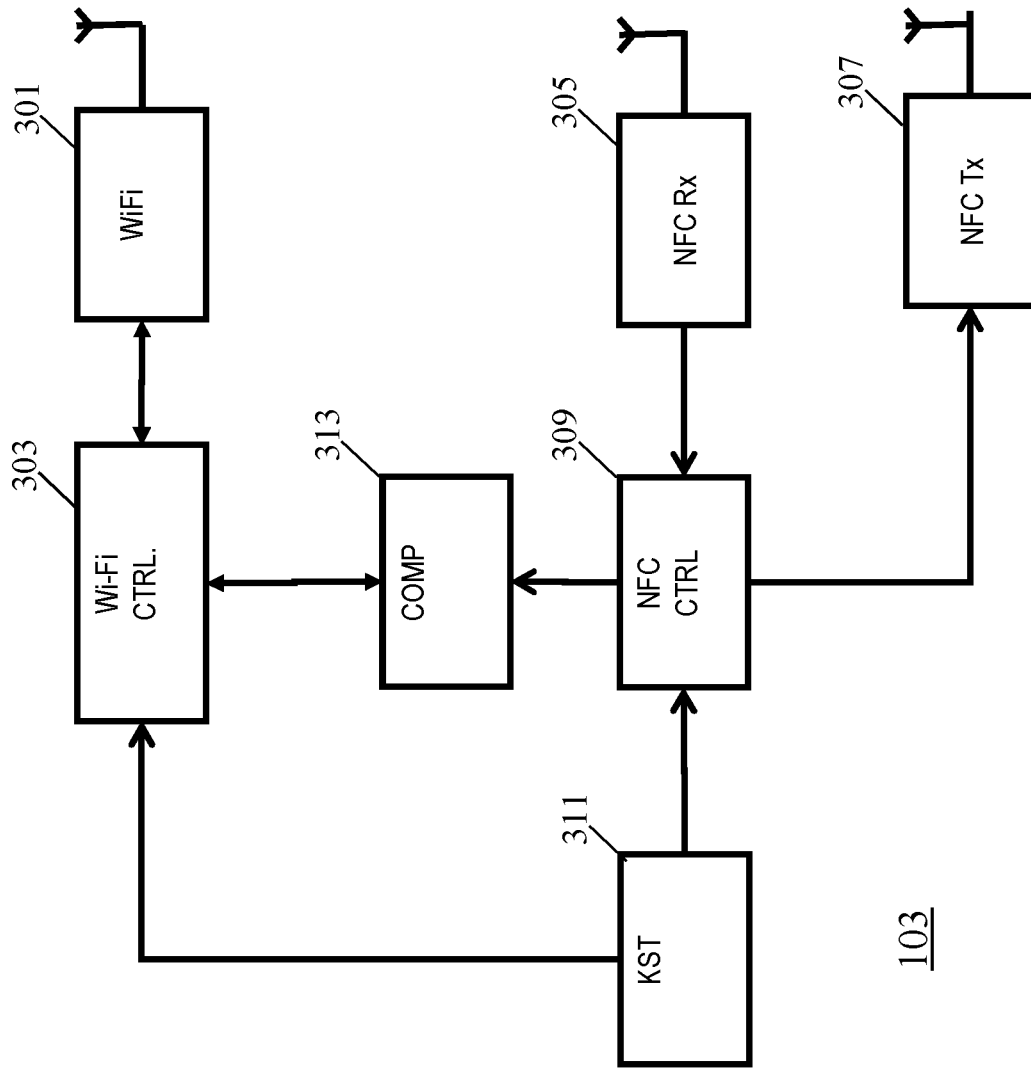 301
WiFi
303
Wi-Fi
CTRL.
313
COMP
305
NFC Rx
309
NFC
CTRL
307
NFC Tx
311
KST
103